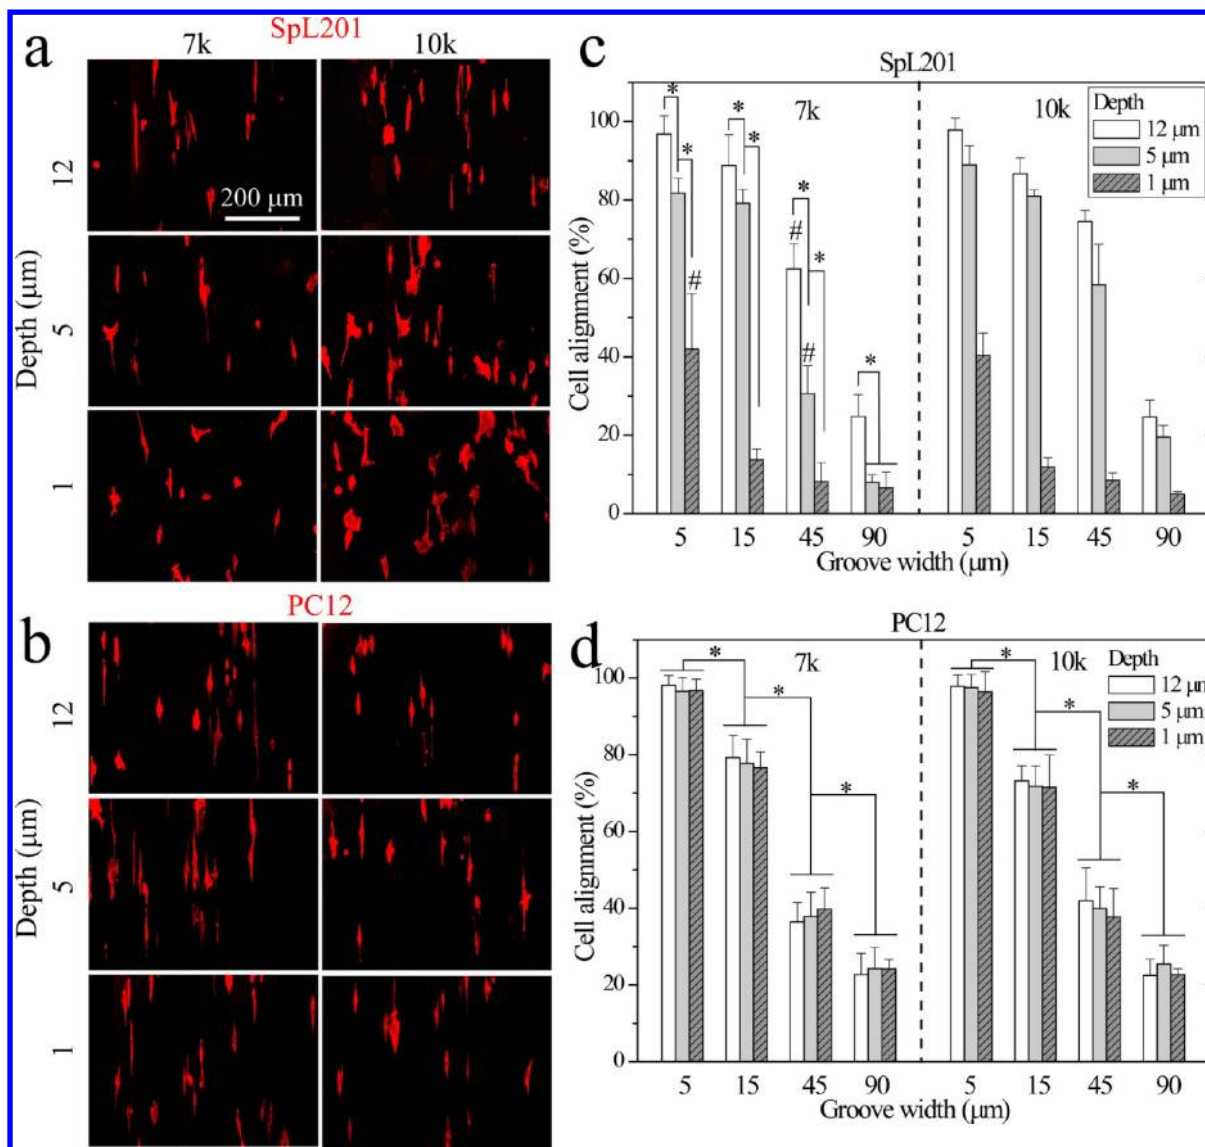 a
SpL201
7k
10k
12
200 μm
Depth (μm)
5
1
b
PC12
12
Depth (μm)
5
1
c
SpL201
7k
10k
Depth
12 μm
5 μm
1 μm
* * * * * * *
# # #
Cell alignment (%)
100
80
60
40
20
0
5 15 45 90 5 15 45 90
Groove width (μm)
d
PC12
7k
10k
Depth
12 μm
5 μm
1 μm
* * * * * *
Cell alignment (%)
100
80
60
40
20
0
5 15 45 90 5 15 45 90
Groove width (μm)